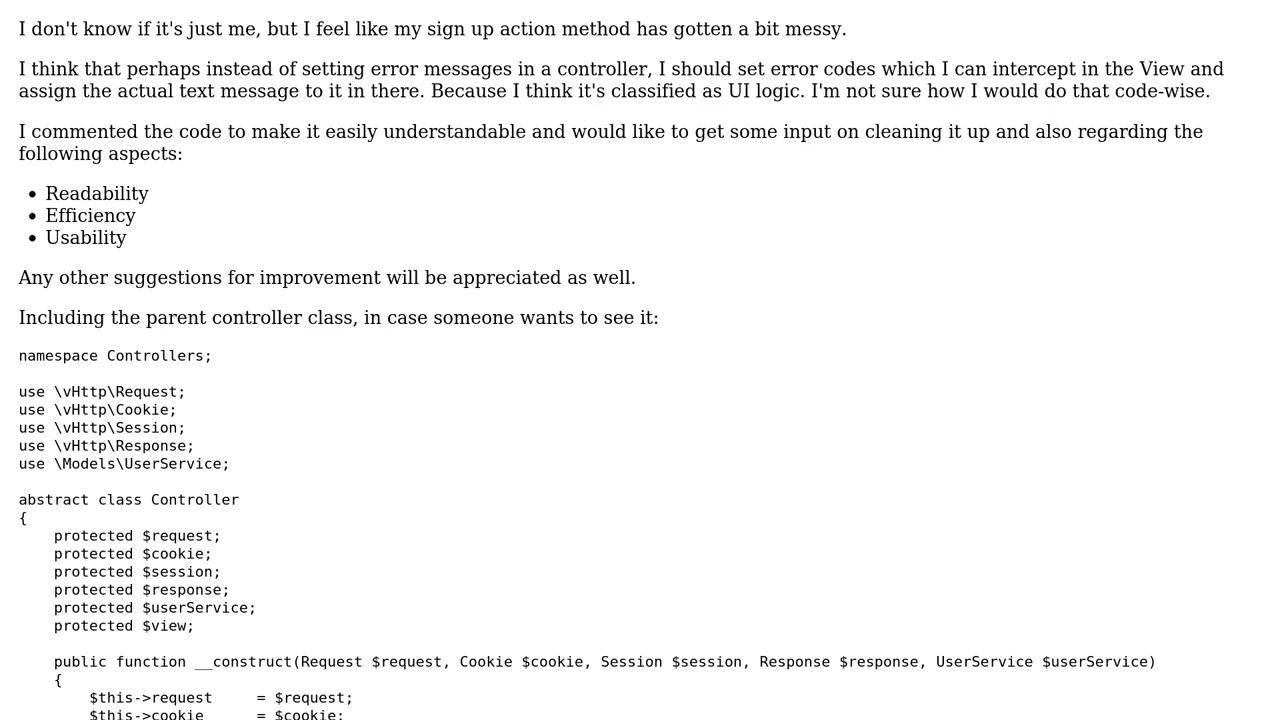 I don't know if it's just me, but I feel like my sign up action method has gotten a bit messy.
I think that perhaps instead of setting error messages in a controller, I should set error codes which I can intercept in the View and
assign the actual text message to it in there. Because I think it's classified as UI logic. I'm not sure how I would do that code-wise.
I commented the code to make it easily understandable and would like to get some input on cleaning it up and also regarding the
following aspects:
• Readability
• Efficiency
• Usability
Any other suggestions for improvement will be appreciated as well.
Including the parent controller class, in case someone wants to see it:
namespace Controllers;
use \vHttp\Request;
use \vHttp\Cookie;
use \vHttp\Session;
use \vHttp\Response;
use \Models\UserService;
abstract class Controller
{
    protected $request;
    protected $cookie;
    protected $session;
    protected $response;
    protected $userService;
    protected $view;
    public function __construct(Request $request, Cookie $cookie, Session $session, Response $response, UserService $userService)
    {
        $this->request     = $request;
        $this->cookie      = $cookie;